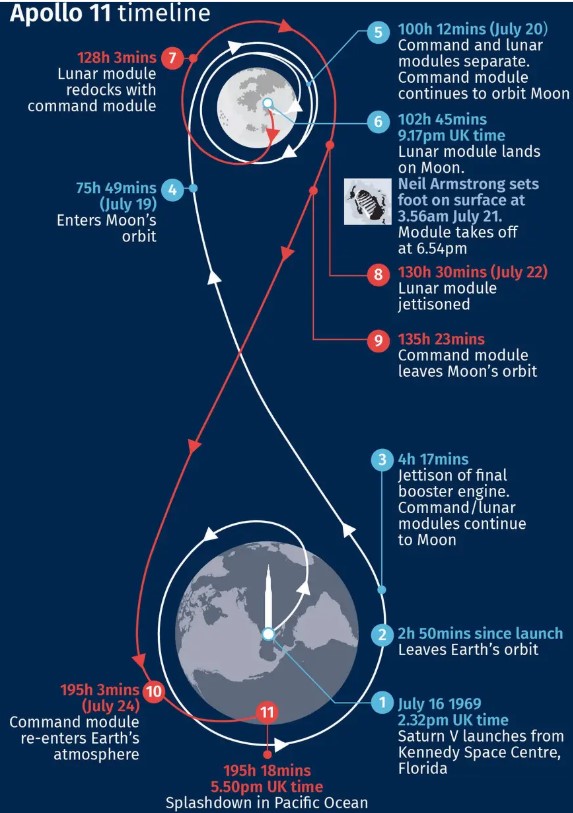 Apollo 11 timeline
1
July 16 1969
2.32pm UK time
Saturn V launches from
Kennedy Space Centre,
Florida
2
2h 50mins since launch
Leaves Earth's orbit
3
4h 17mins
Jettison of final
booster engine.
Command/lunar
modules continue
to Moon
4
75h 49mins
(July 19)
Enters Moon's
orbit
5
100h 12mins (July 20)
Command and lunar
modules separate.
Command module
continues to orbit Moon
6
102h 45mins
9.17pm UK time
Lunar module lands
on Moon.
Neil Armstrong sets
foot on surface at
3.56am July 21.
Module takes off
at 6.54pm
7
128h 3mins
Lunar module
redocks with
command module
8
130h 30mins (July 22)
Lunar module
jettisoned
9
135h 23mins
Command module
leaves Moon's orbit
10
195h 3mins
(July 24)
Command module
re-enters Earth's
atmosphere
11
195h 18mins
5.50pm UK time
Splashdown in Pacific Ocean